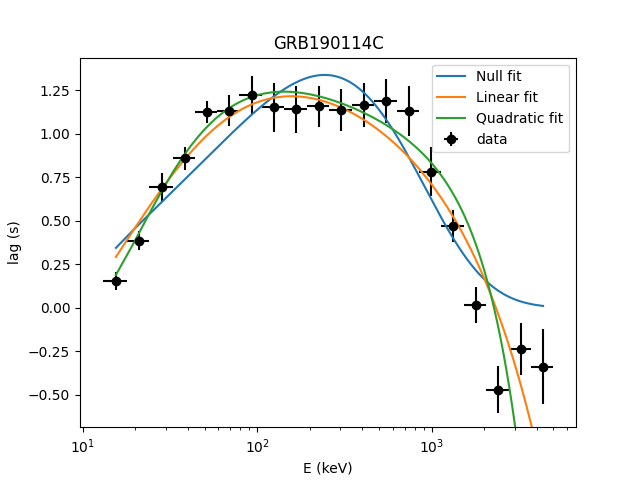 GRB190114C
Null fit
Linear fit
Quadratic fit
data
lag (s)
1.25
1.00
0.75
0.50
0.25
0.00
−0.25
−0.50
10¹ 10² 10³
E (keV)